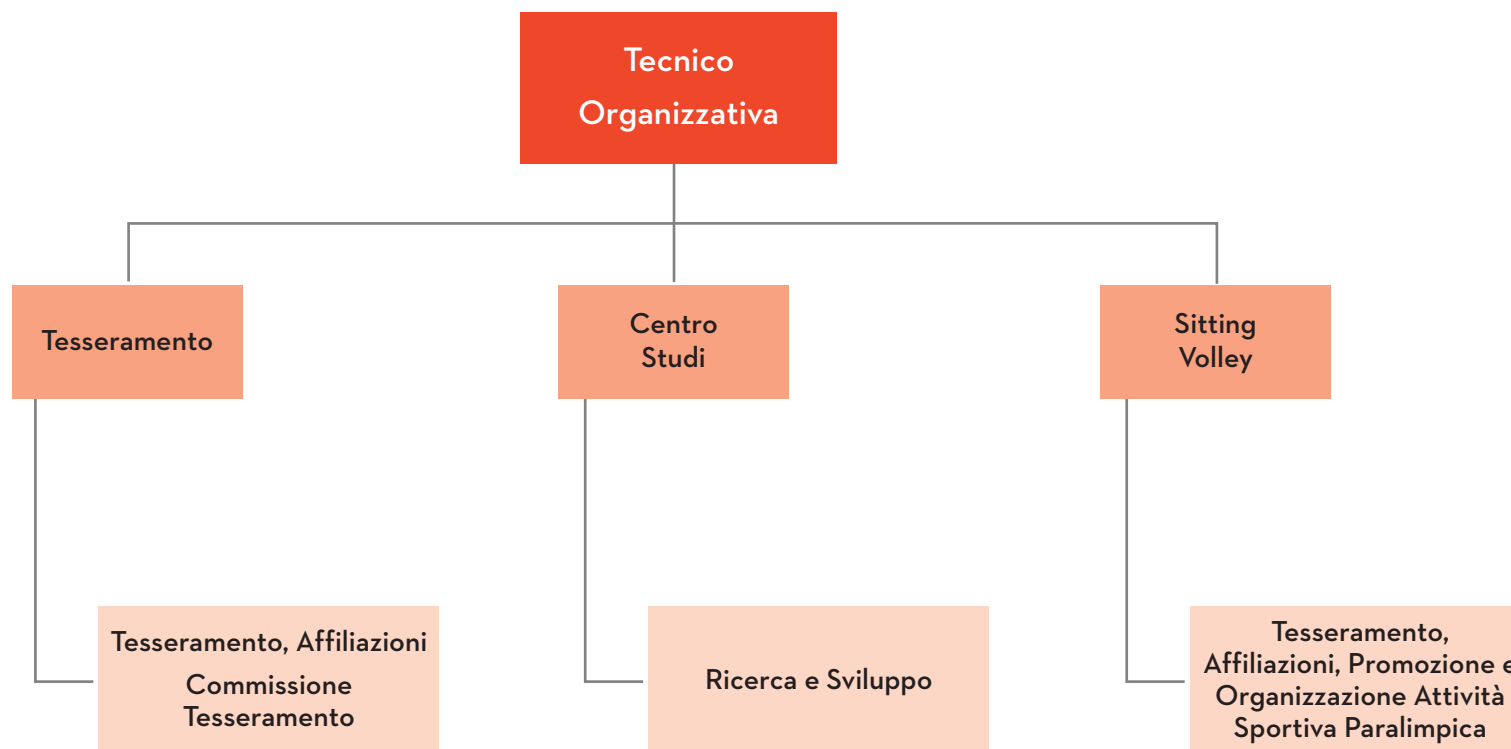 Tecnico
Organizzativa
Tesseramento
Centro
Studi
Sitting
Volley
Tesseramento, Affiliazioni
Commissione
Tesseramento
Ricerca e Sviluppo
Tesseramento,
Affiliazioni, Promozione e
Organizzazione Attività
Sportiva Paralimpica